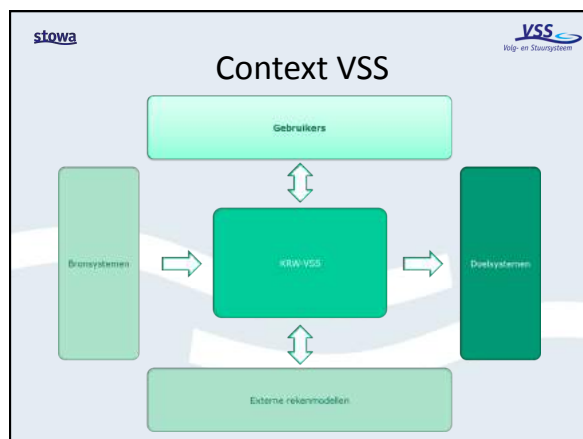 stowa
VSS
Volg- en Stuursysteem
Context VSS
Gebruikers
Bronsystemen
KRW-VSS
Doelsystemen
Externe rekenmodellen